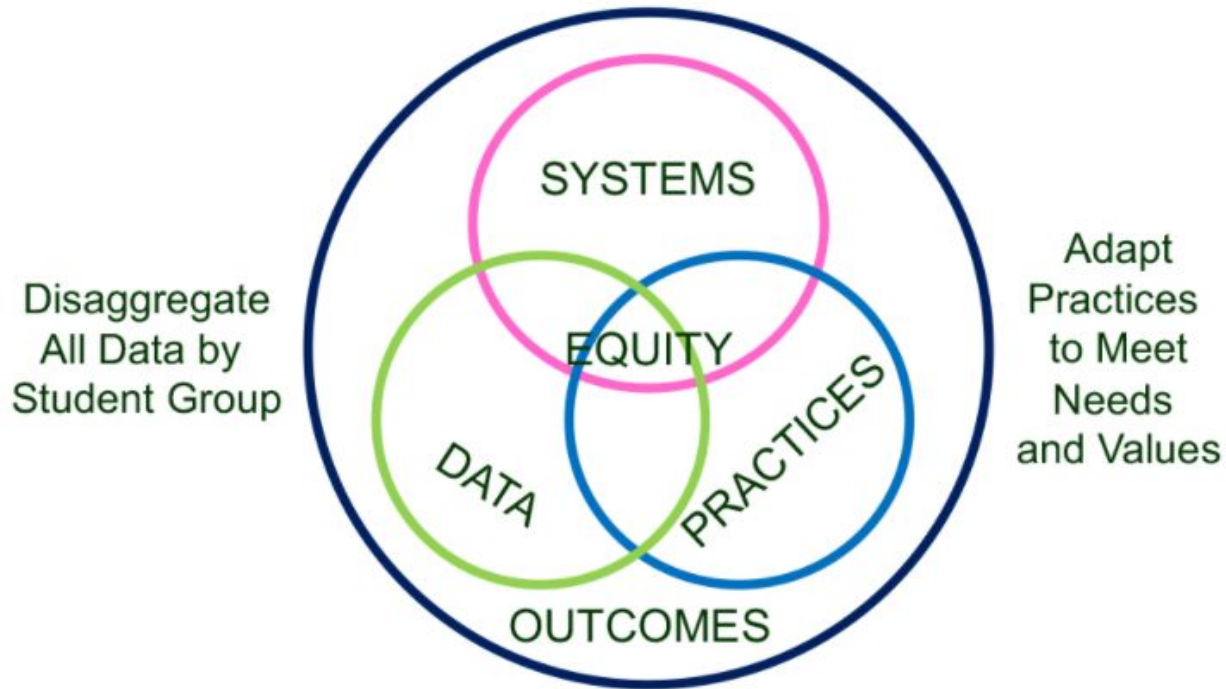 SYSTEMS
Disaggregate
All Data by
Student Group
EQUITY
Adapt
Practices
to Meet
Needs
and Values
DATA
PRACTICES
OUTCOMES